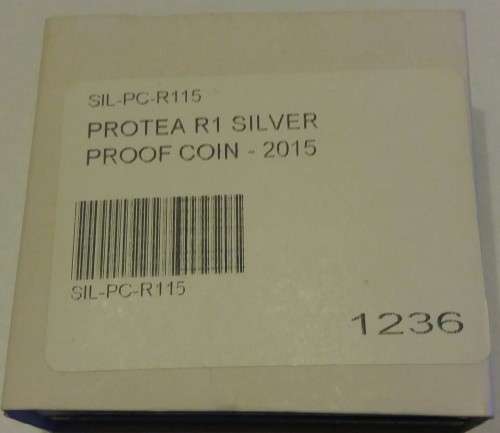 SIL-PC-R115
PROTEA R1 SILVER
PROOF COIN - 2015
SIL-PC-R115
1236